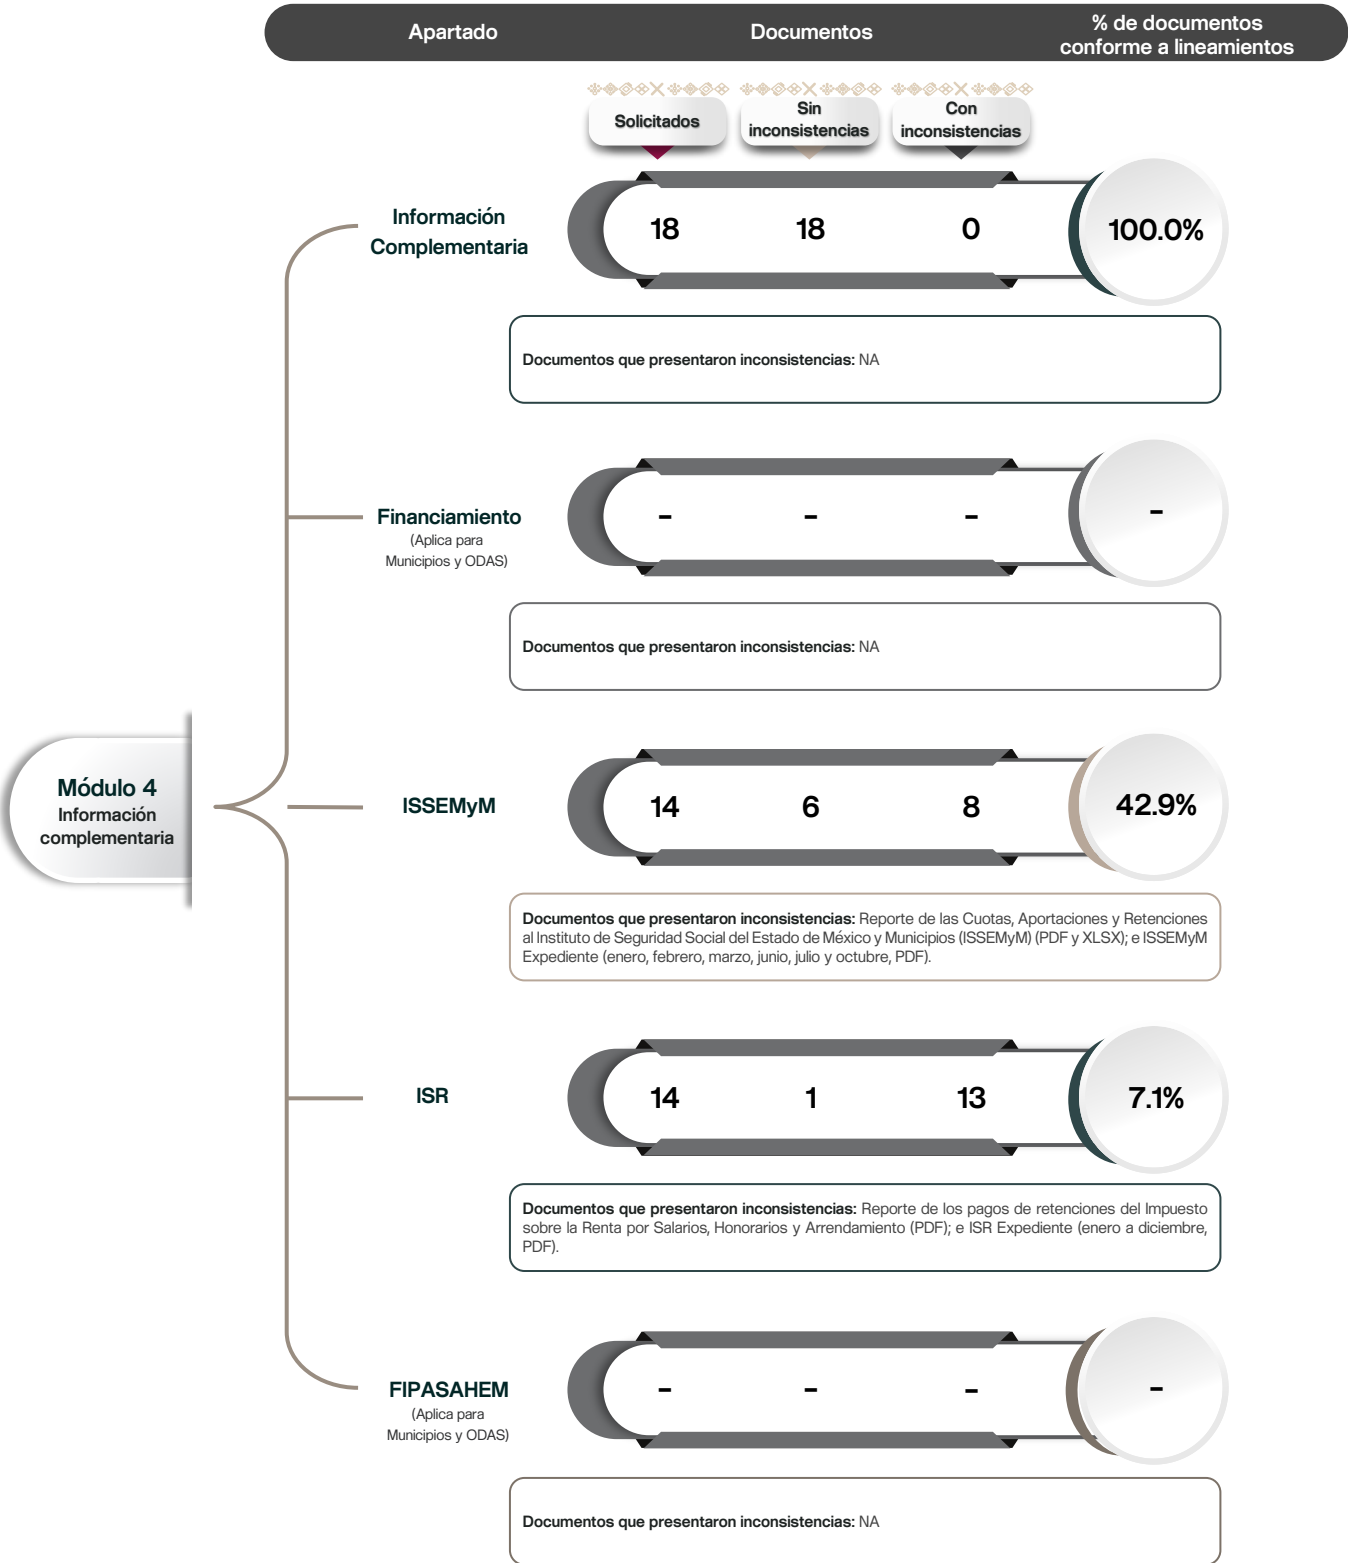 Apartado
Documentos
% de documentos
conforme a lineamientos
Solicitados
Sin
inconsistencias
Con
inconsistencias
Información
Complementaria
18
18
0
100.0%
Documentos que presentaron inconsistencias: NA
Financiamiento
(Aplica para
Municipios y ODAS)
-
-
-
-
Documentos que presentaron inconsistencias: NA
Módulo 4
Información
complementaria
ISSEMyM
14
6
8
42.9%
Documentos que presentaron inconsistencias: Reporte de las Cuotas, Aportaciones y Retenciones
al Instituto de Seguridad Social del Estado de México y Municipios (ISSEMyM) (PDF y XLSX); e ISSEMyM
Expediente (enero, febrero, marzo, junio, julio y octubre, PDF).
ISR
14
1
13
7.1%
Documentos que presentaron inconsistencias: Reporte de los pagos de retenciones del Impuesto
sobre la Renta por Salarios, Honorarios y Arrendamiento (PDF); e ISR Expediente (enero a diciembre,
PDF).
FIPASAHEM
(Aplica para
Municipios y ODAS)
-
-
-
-
Documentos que presentaron inconsistencias: NA